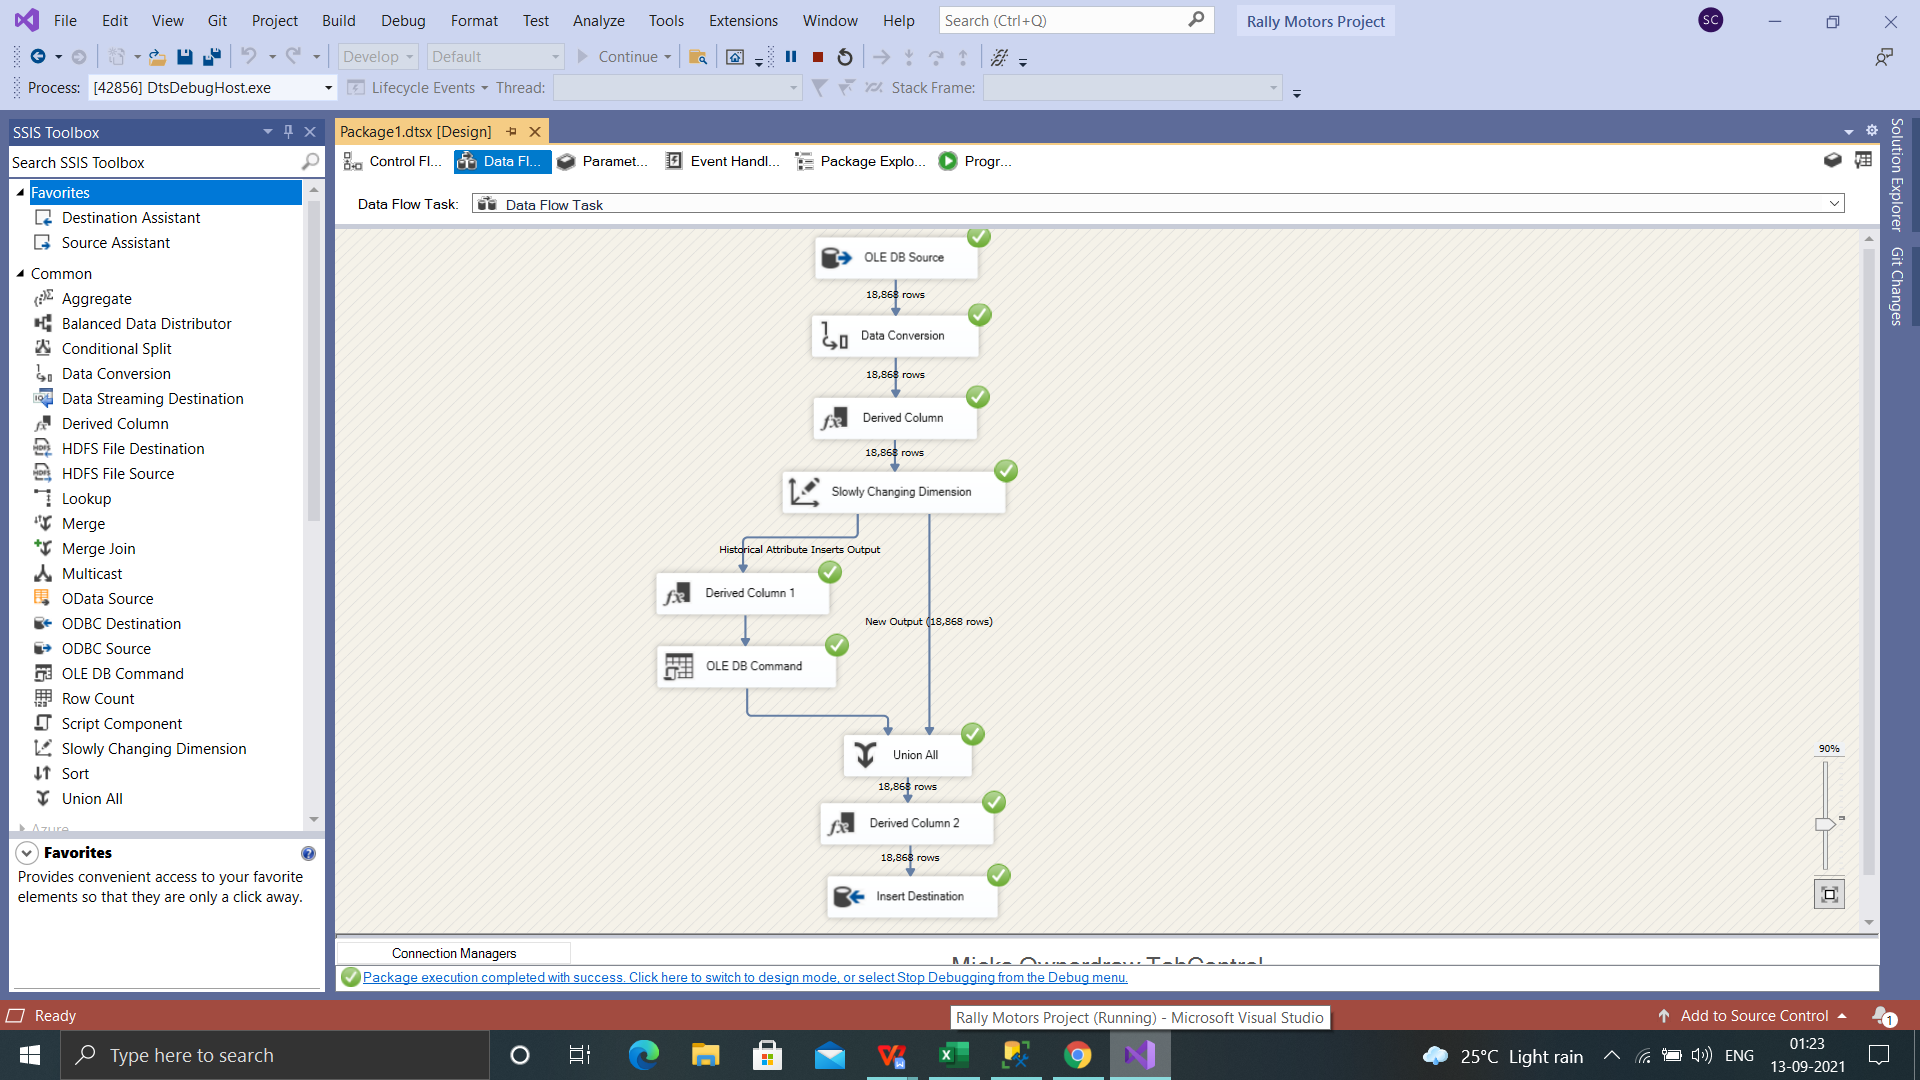 File Edit View Git Project Build Debug Format Test Analyze Tools Extensions Window Help Search (Ctrl+Q) Rally Motors Project SC
Develop Default Continue
Process: [42856] DtsDebugHost.exe Lifecycle Events Thread: Stack Frame:
SSIS Toolbox
Search SSIS Toolbox
Favorites
Destination Assistant
Source Assistant
Common
Aggregate
Balanced Data Distributor
Conditional Split
Data Conversion
Data Streaming Destination
Derived Column
HDFS File Destination
HDFS File Source
Lookup
Merge
Merge Join
Multicast
OData Source
ODBC Destination
ODBC Source
OLE DB Command
Row Count
Script Component
Slowly Changing Dimension
Sort
Union All
Azure
Favorites
Provides convenient access to your favorite
elements so that they are only a click away.
Package1.dtsx [Design]
Control Fl... Data Fl... Paramet... Event Handl... Package Explo... Progr...
Data Flow Task: Data Flow Task
OLE DB Source
18,868 rows
Data Conversion
18,868 rows
Derived Column
18,868 rows
Slowly Changing Dimension
Historical Attribute Inserts Output
Derived Column 1
New Output (18,868 rows)
OLE DB Command
Union All
18,868 rows
Derived Column 2
18,868 rows
Insert Destination
90%
Connection Managers
Package execution completed with success. Click here to switch to design mode, or select Stop Debugging from the Debug menu.
Solution Explorer
Git Changes
Ready
Rally Motors Project (Running) - Microsoft Visual Studio
Add to Source Control
1
Type here to search
25°C Light rain
ENG
01:23
13-09-2021